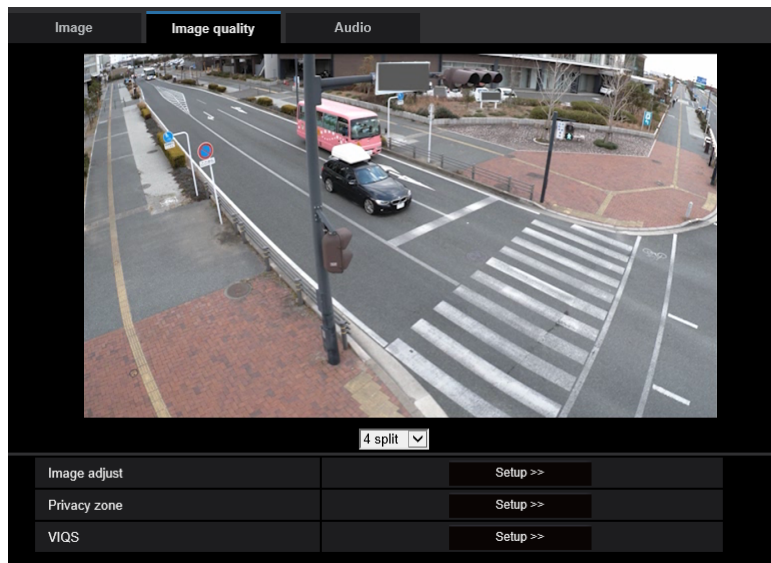 Image
Image quality
Audio
4 split
Image adjust
Setup >>
Privacy zone
Setup >>
VIQS
Setup >>